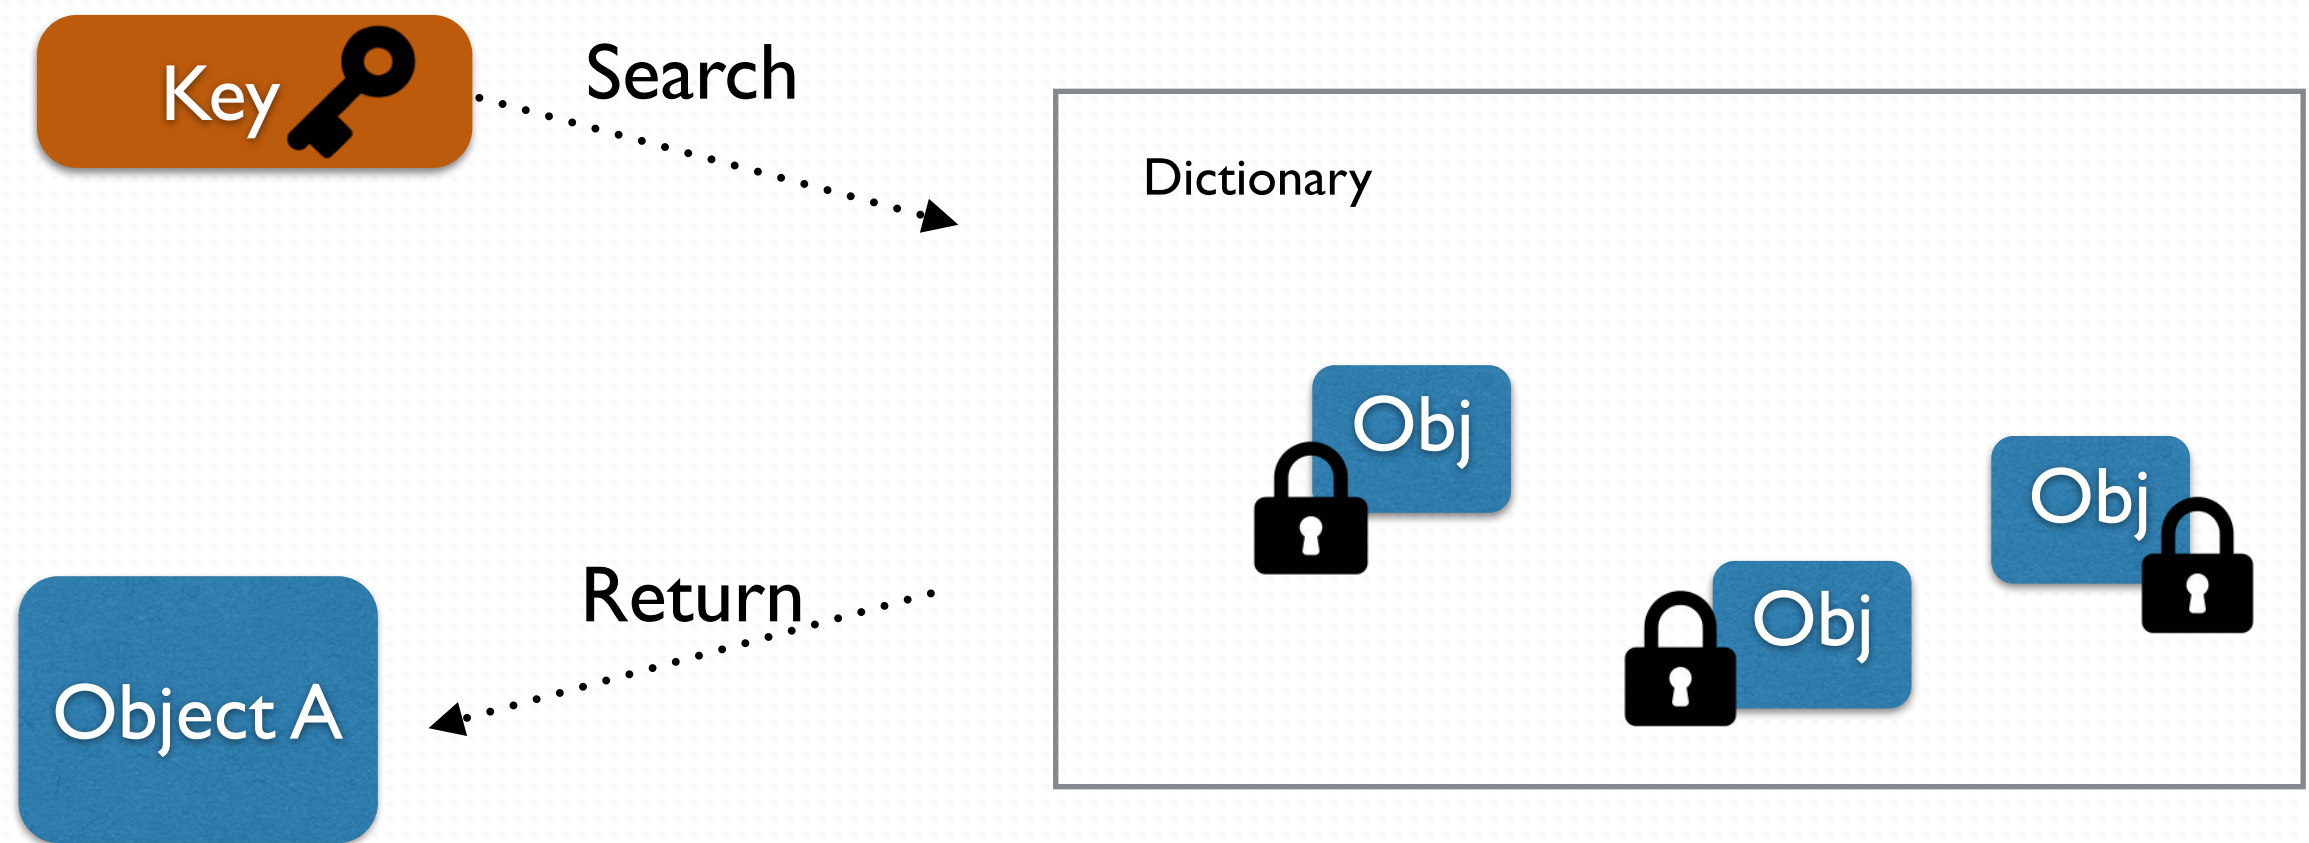 Key
Search
Dictionary
Obj
Obj
Obj
Return
Object A